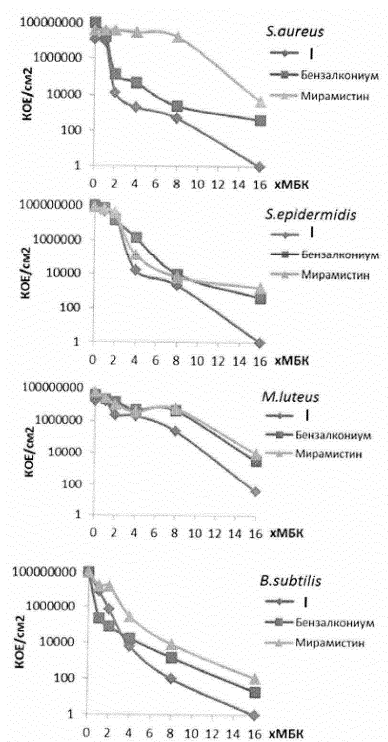 S.aureus
I
Бензалкониум
Мирамистин
КОЕ/см2
100000000
1000000
10000
100
1
0 2 4 6 8 10 12 14 16 хМБК
S.epidermidis
I
Бензалкониум
Мирамистин
КОЕ/см2
100000000
1000000
10000
100
1
0 2 4 6 8 10 12 14 16 хМБК
M.luteus
I
Бензалкониум
Мирамистин
КОЕ/см2
100000000
1000000
10000
100
1
0 2 4 6 8 10 12 14 16 хМБК
B.subtilis
I
Бензалкониум
Мирамистин
КОЕ/см2
100000000
1000000
10000
100
1
0 2 4 6 8 10 12 14 16 хМБК